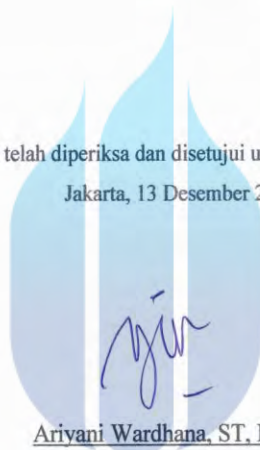 telah diperiksa dan disetujui u
Jakarta, 13 Desember 2
Ariyani Wardhana, ST,